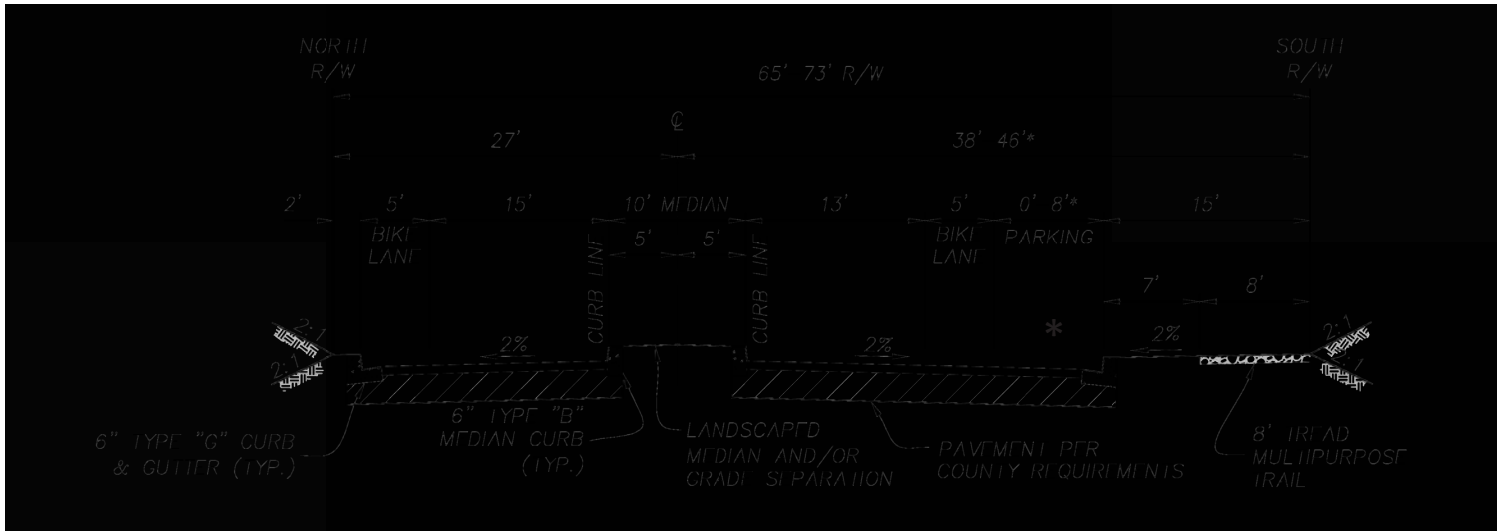 NORTH
R/W
SOUTH
R/W
65' 73' R/W
℄
27'
38' 46'*
2'
5'
15'
10' MEDIAN
13'
5'
0' 8'*
15'
BIKE
LANE
5'
5'
BIKE
LANE
PARKING
CURB LINE
CURB LINE
7'
8'
*
2:1
2:1
2%
2%
2%
2:1
2:1
6" TYPE "G" CURB
& GUTTER (TYP.)
6" TYPE "B"
MEDIAN CURB
(TYP.)
LANDSCAPED
MEDIAN AND/OR
GRADE SEPARATION
PAVEMENT PER
COUNTY REQUIREMENTS
8' TREAD
MULTIPURPOSE
TRAIL